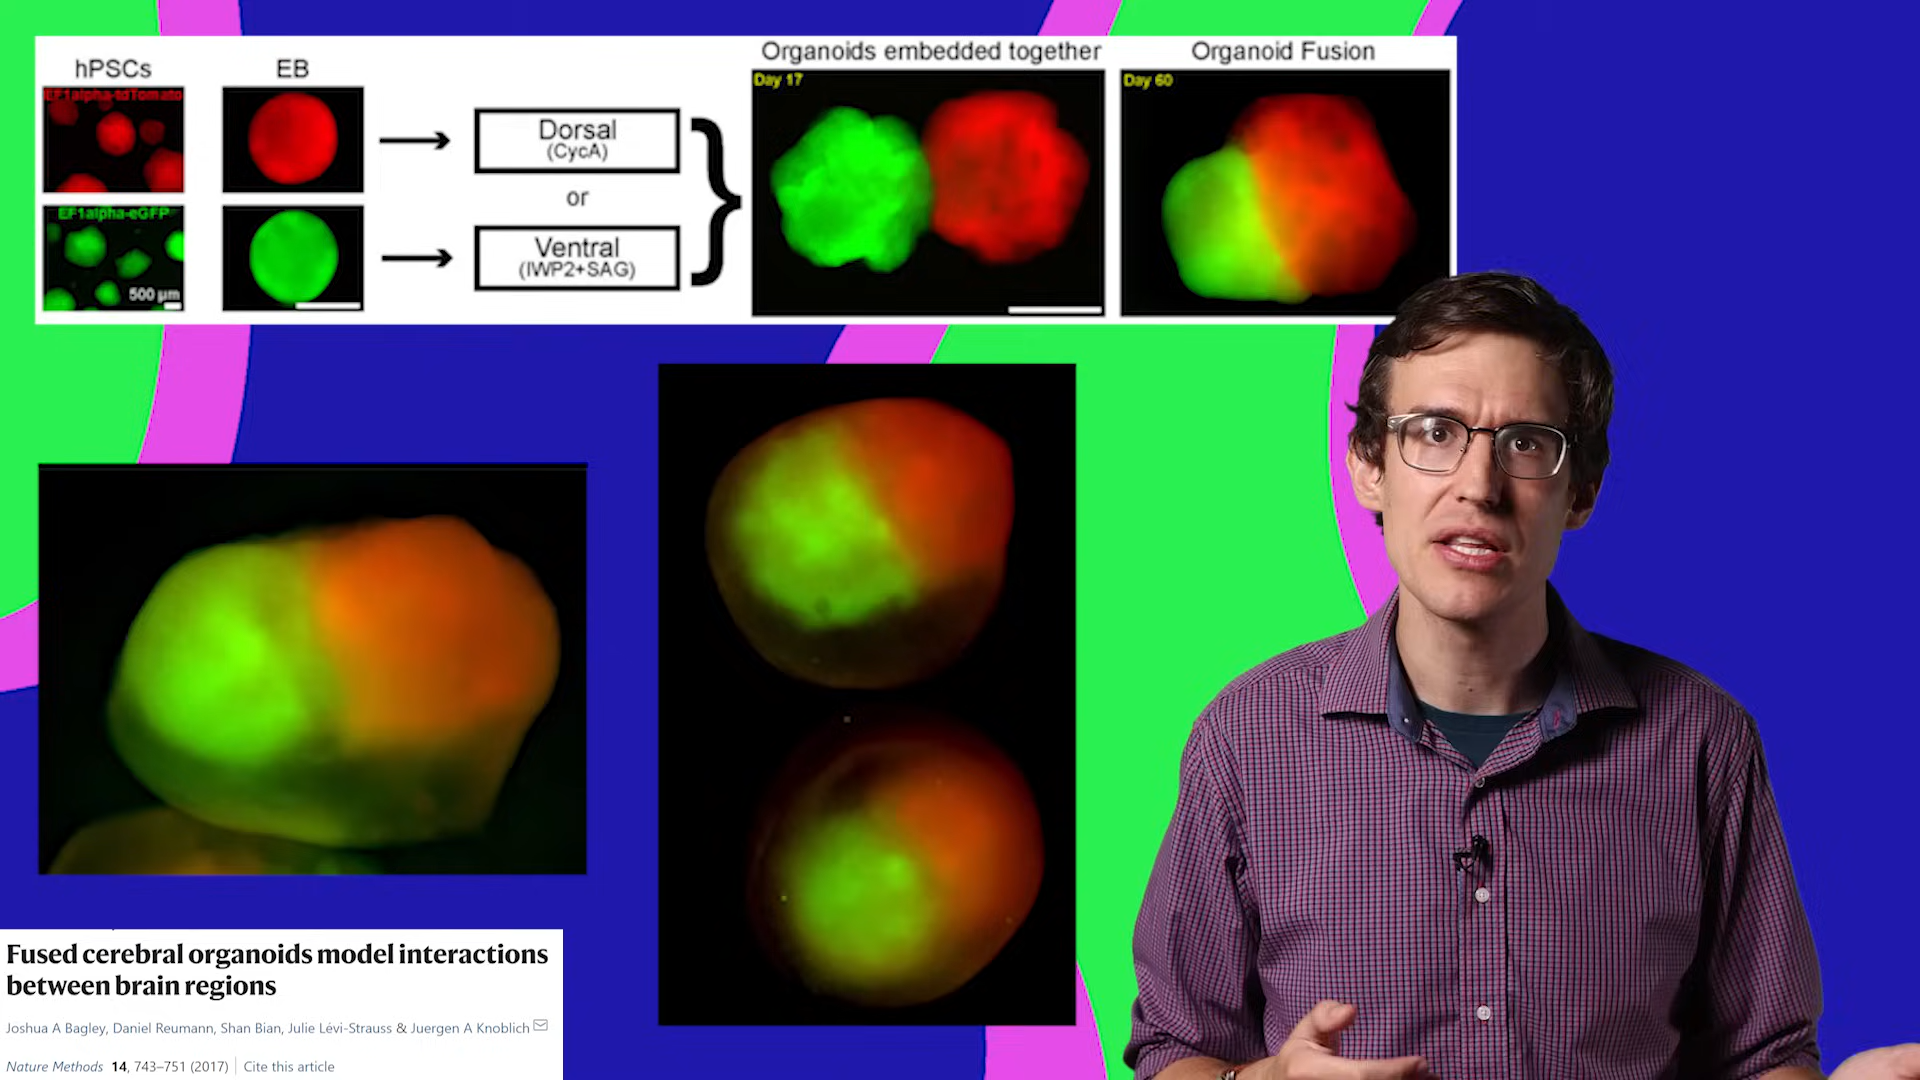 hPSCs
EB
Organoids embedded together
Organoid Fusion
EF1alpha-tdTomato
Day 17
Day 60
Dorsal
(CycA)
or
EF1alpha-eGFP
Ventral
(IWP2+SAG)
500 µm
Fused cerebral organoids model interactions
between brain regions
Joshua A Bagley, Daniel Reumann, Shan Bian, Julie Lévi-Strauss & Juergen A Knoblich
Nature Methods 14, 743–751 (2017) | Cite this article